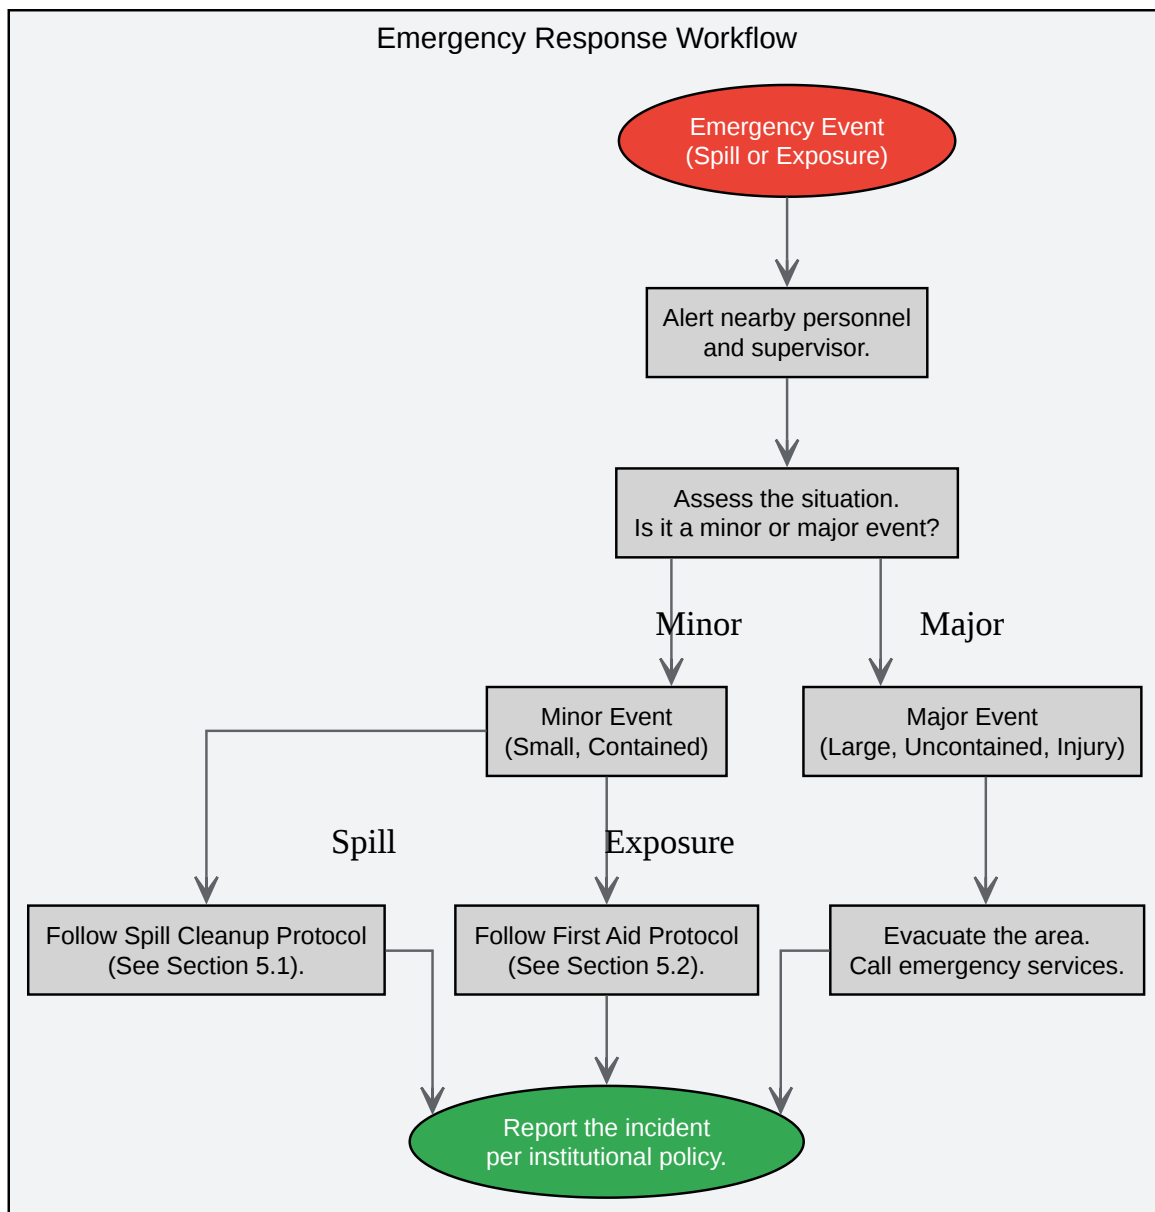 Emergency Response Workflow
Emergency Event
(Spill or Exposure)
Alert nearby personnel
and supervisor.
Assess the situation.
Is it a minor or major event?
Minor
Major
Minor Event
(Small, Contained)
Major Event
(Large, Uncontained, Injury)
Spill
Exposure
Follow Spill Cleanup Protocol
(See Section 5.1).
Follow First Aid Protocol
(See Section 5.2).
Evacuate the area.
Call emergency services.
Report the incident
per institutional policy.